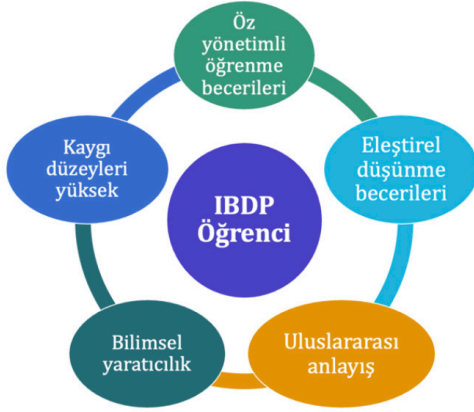 Öz
yönetimli
öğrenme
becerileri
Eleştirel
düşünme
becerileri
Uluslararası
anlayış
Bilimsel
yaratıcılık
Kaygı
düzeyleri
yüksek
IBDP
Öğrenci